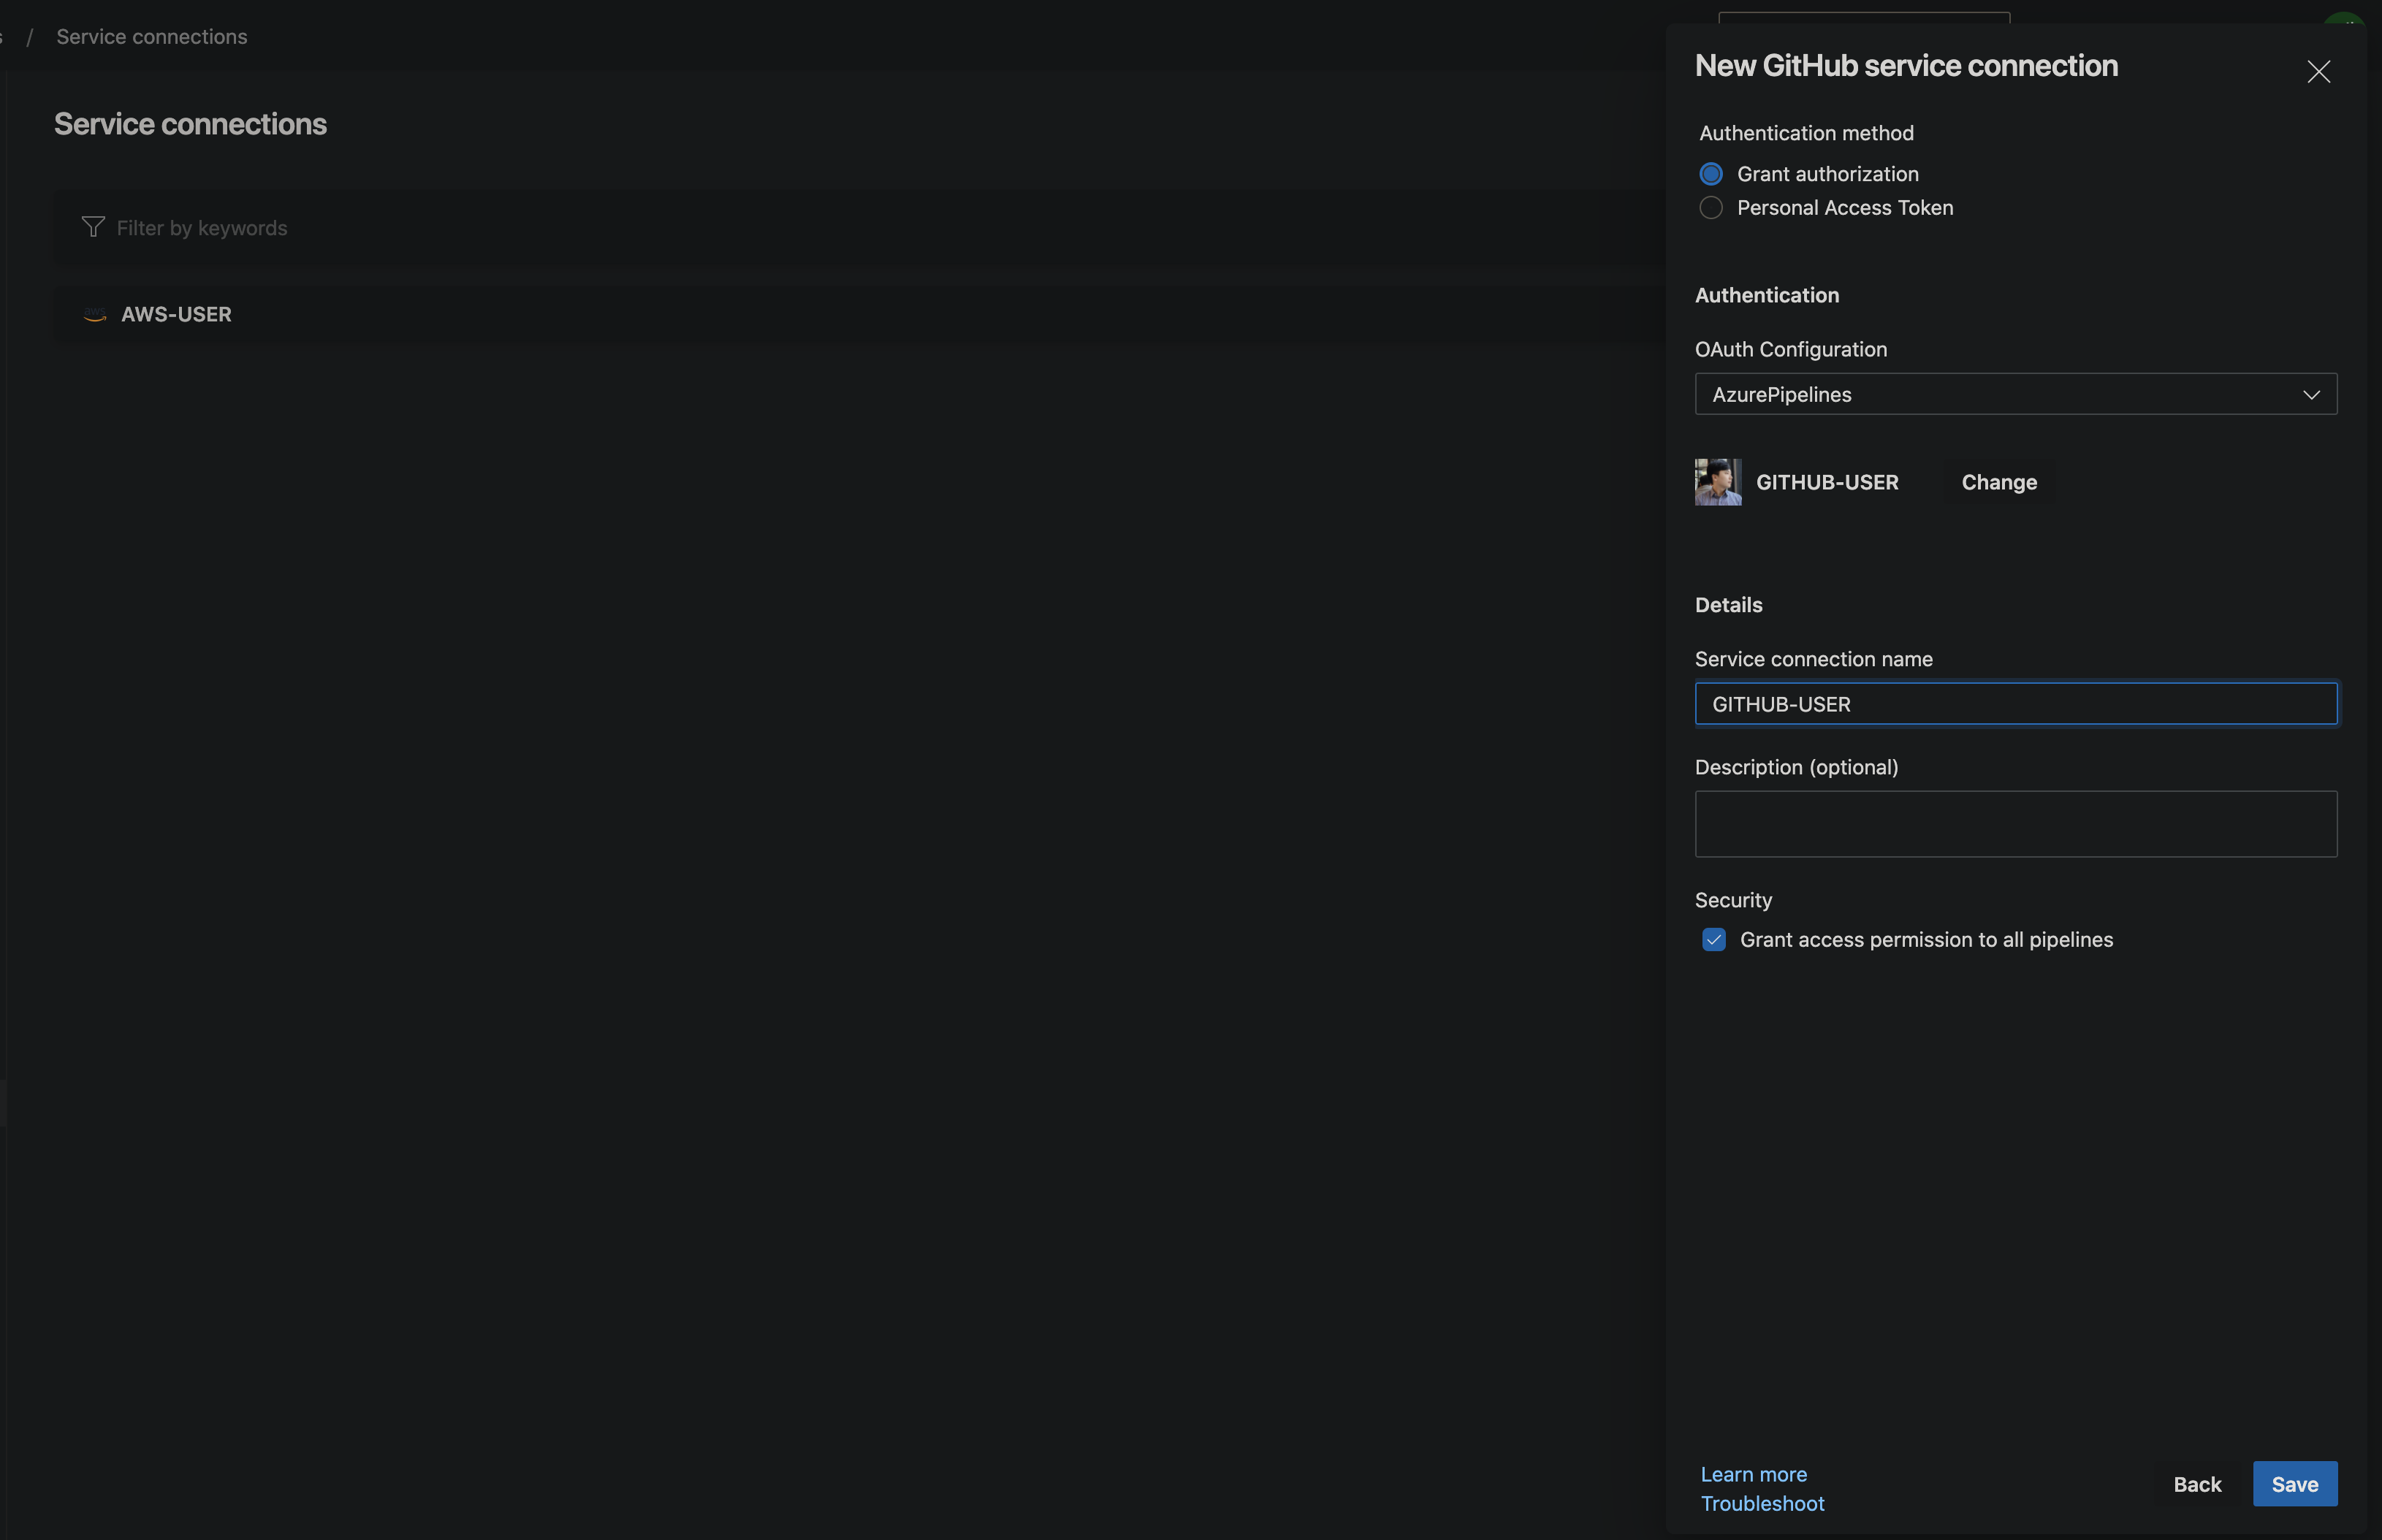 / Service connections
Service connections
Filter by keywords
AWS-USER
New GitHub service connection
Authentication method
Grant authorization
Personal Access Token
Authentication
OAuth Configuration
AzurePipelines
GITHUB-USER Change
Details
Service connection name
GITHUB-USER
Description (optional)
Security
Grant access permission to all pipelines
Learn more
Troubleshoot
Back Save